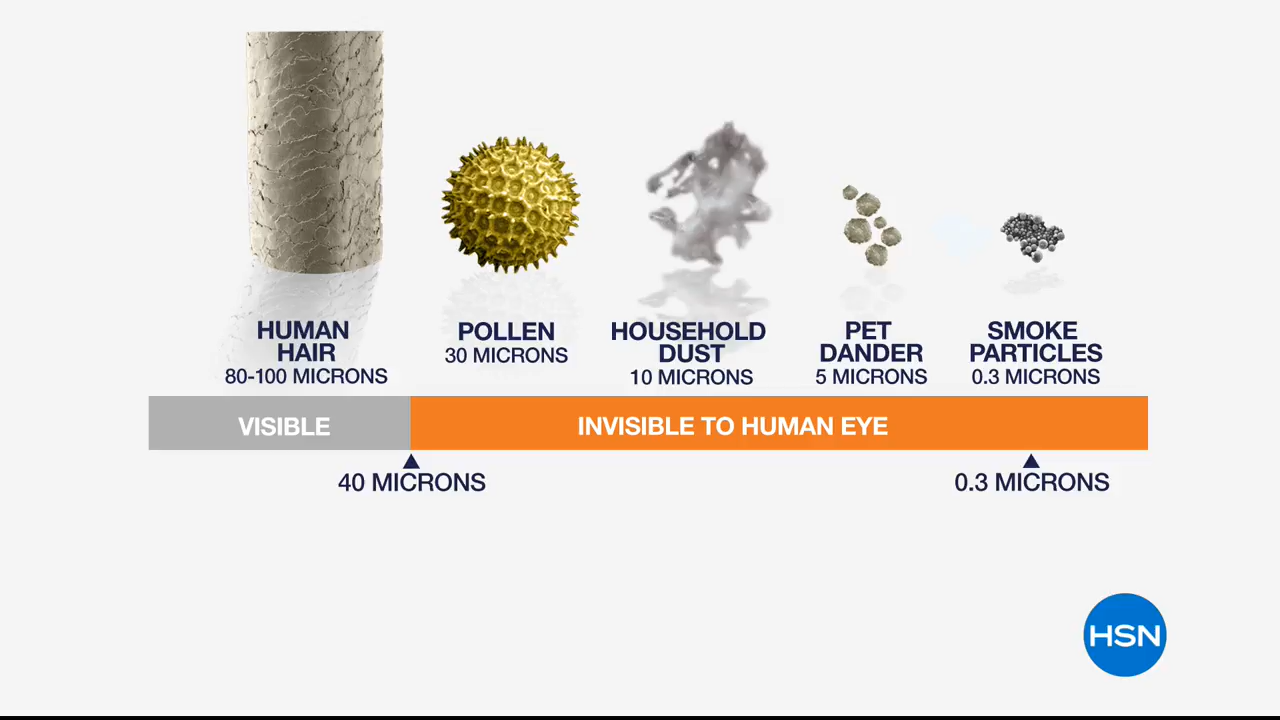 HUMAN
HAIR
80-100 MICRONS
POLLEN
30 MICRONS
HOUSEHOLD
DUST
10 MICRONS
PET
DANDER
5 MICRONS
SMOKE
PARTICLES
0.3 MICRONS
VISIBLE
INVISIBLE TO HUMAN EYE
40 MICRONS
0.3 MICRONS
HSN